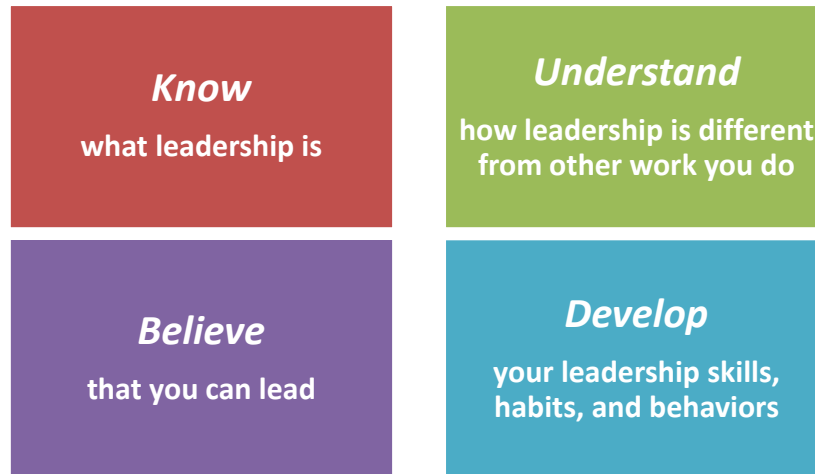 Know
what leadership is
Understand
how leadership is different
from other work you do
Believe
that you can lead
Develop
your leadership skills,
habits, and behaviors